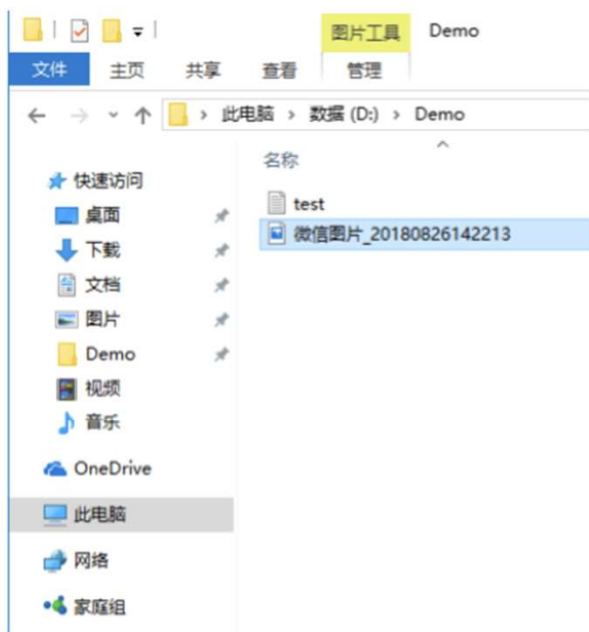 图片工具 Demo
文件 主页 共享 查看 管理
此电脑 > 数据 (D:) > Demo
名称
快速访问
test
桌面
微信图片_20180826142213
下载
文档
图片
Demo
视频
音乐
OneDrive
此电脑
网络
家庭组